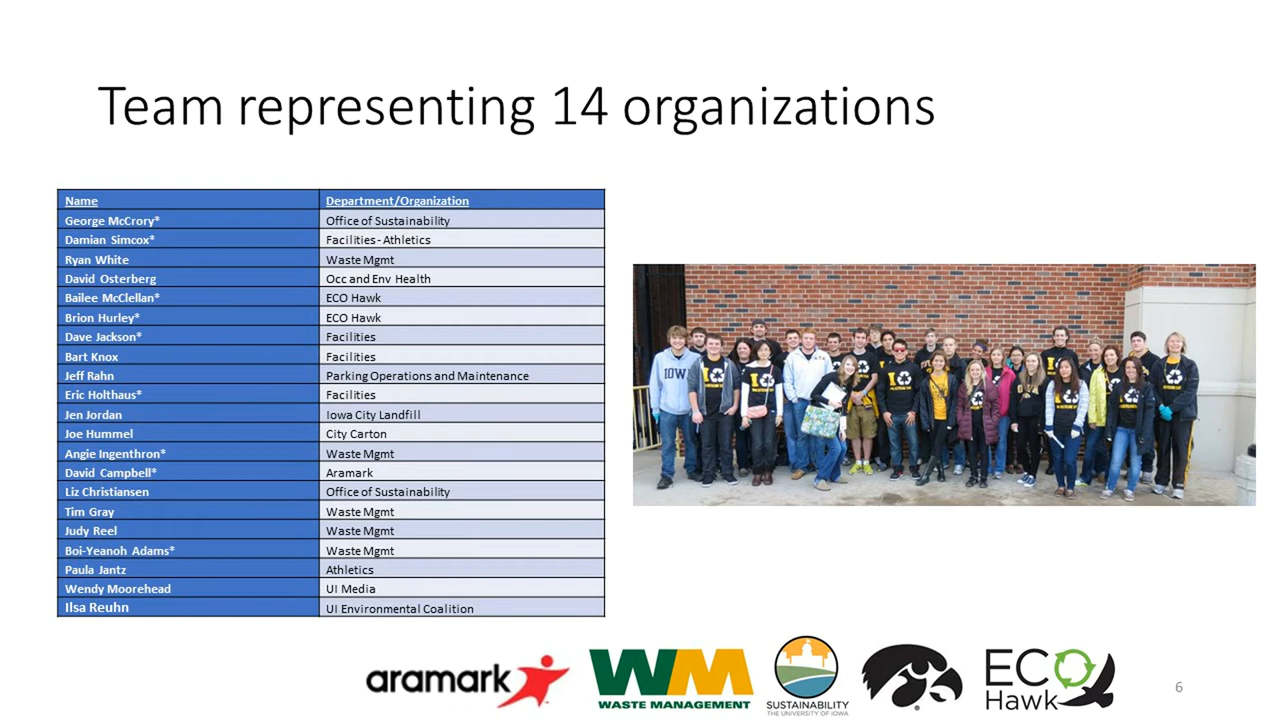 Team representing 14 organizations
Name Department/Organization
George McCrory* Office of Sustainability
Damian Simcox* Facilities - Athletics
Ryan White Waste Mgmt
David Osterberg Occ and Env Health
Bailee McClellan* ECO Hawk
Brion Hurley* ECO Hawk
Dave Jackson* Facilities
Bart Knox Facilities
Jeff Rahn Parking Operations and Maintenance
Eric Holthaus* Facilities
Jen Jordan Iowa City Landfill
Joe Hummel City Carton
Angie Ingenthron* Waste Mgmt
David Campbell* Aramark
Liz Christiansen Office of Sustainability
Tim Gray Waste Mgmt
Judy Reel Waste Mgmt
Boi-Yeanoh Adams* Waste Mgmt
Paula Jantz Athletics
Wendy Moorehead UI Media
Ilsa Reuhn UI Environmental Coalition
aramark
WM
WASTE MANAGEMENT
SUSTAINABILITY
THE UNIVERSITY OF IOWA
ECO
Hawk
6